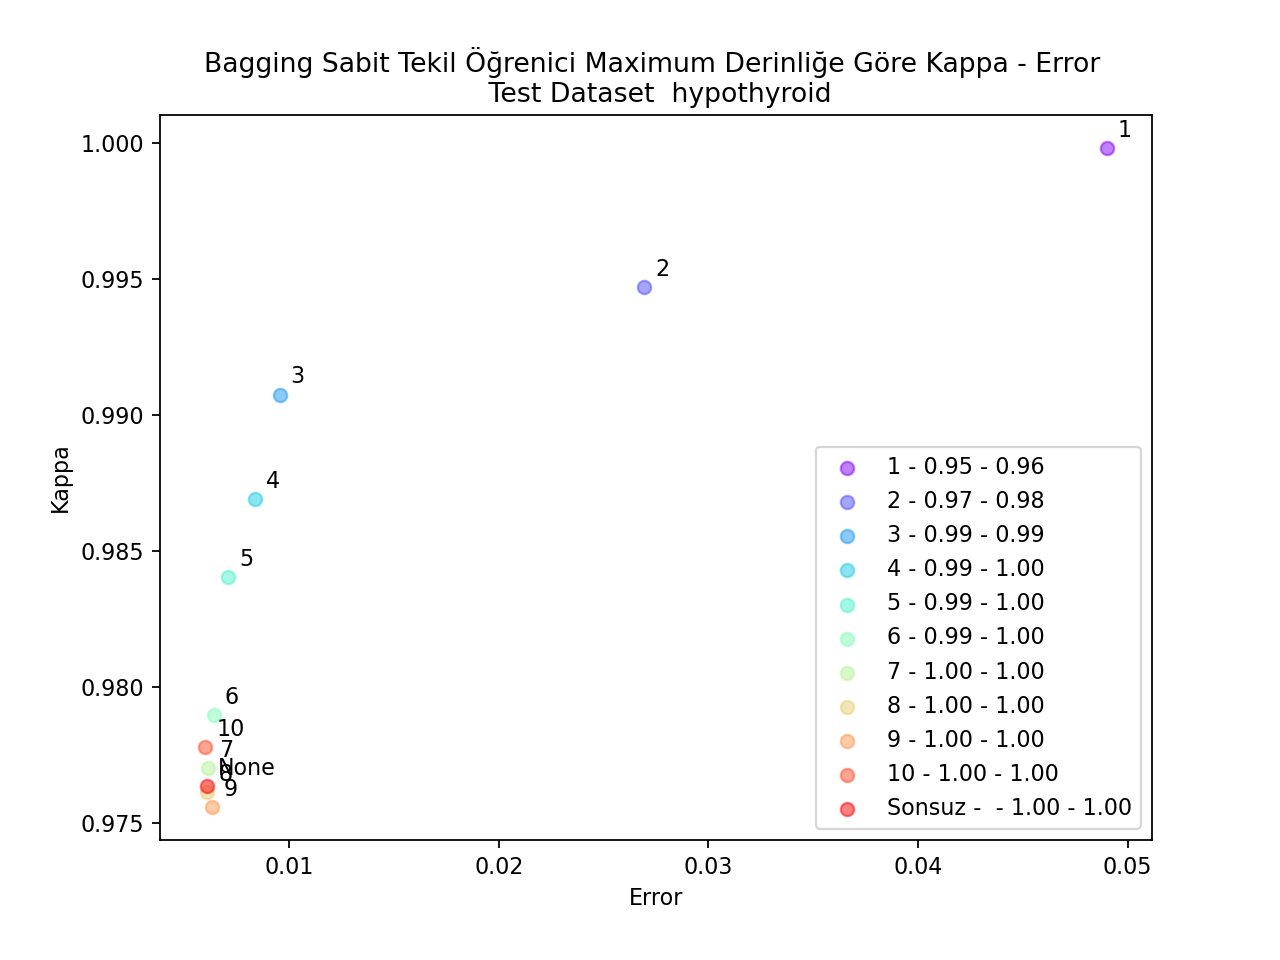 Bagging Sabit Tekil Öğrenici Maximum Derinliğe Göre Kappa - Error
Test Dataset  hypothyroid
1.000
0.995
0.990
0.985
0.980
0.975
Kappa
1
2
3
4
5
6
10
7
None
8
9
1 - 0.95 - 0.96
2 - 0.97 - 0.98
3 - 0.99 - 0.99
4 - 0.99 - 1.00
5 - 0.99 - 1.00
6 - 0.99 - 1.00
7 - 1.00 - 1.00
8 - 1.00 - 1.00
9 - 1.00 - 1.00
10 - 1.00 - 1.00
Sonsuz -  - 1.00 - 1.00
0.01 0.02 0.03 0.04 0.05
Error